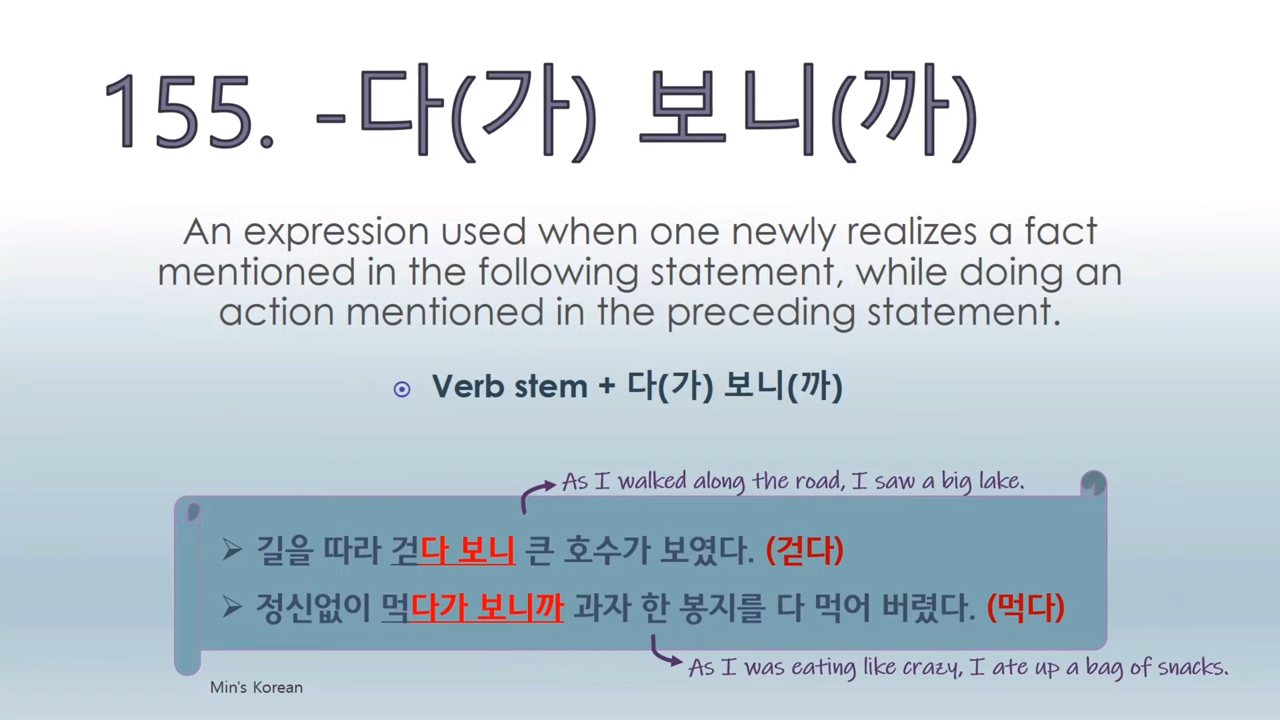 155. -다(가) 보니(까)
An expression used when one newly realizes a fact
mentioned in the following statement, while doing an
action mentioned in the preceding statement.
Verb stem + 다(가) 보니(까)
As I walked along the road, I saw a big lake.
길을 따라 걷다 보니 큰 호수가 보였다. (걷다)
정신없이 먹다가 보니까 과자 한 봉지를 다 먹어 버렸다. (먹다)
As I was eating like crazy, I ate up a bag of snacks.
Min's Korean